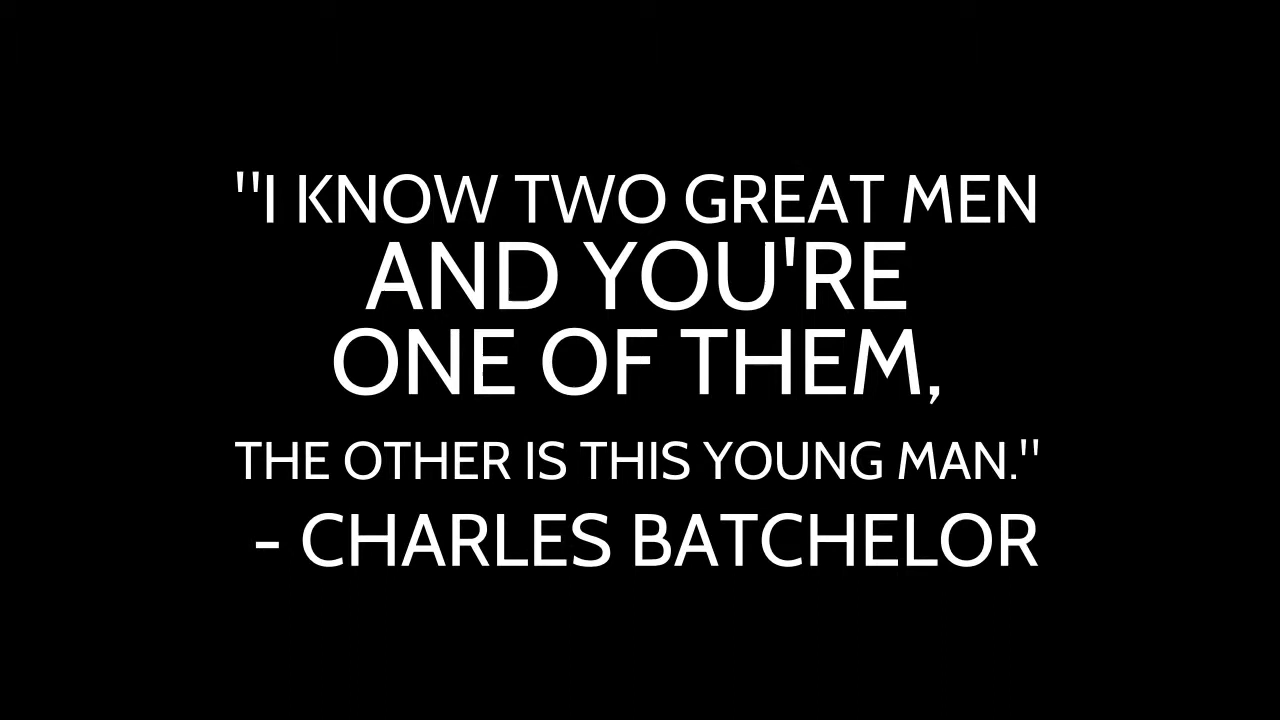 "I KNOW TWO GREAT MEN
AND YOU'RE
ONE OF THEM,
THE OTHER IS THIS YOUNG MAN."
- CHARLES BATCHELOR